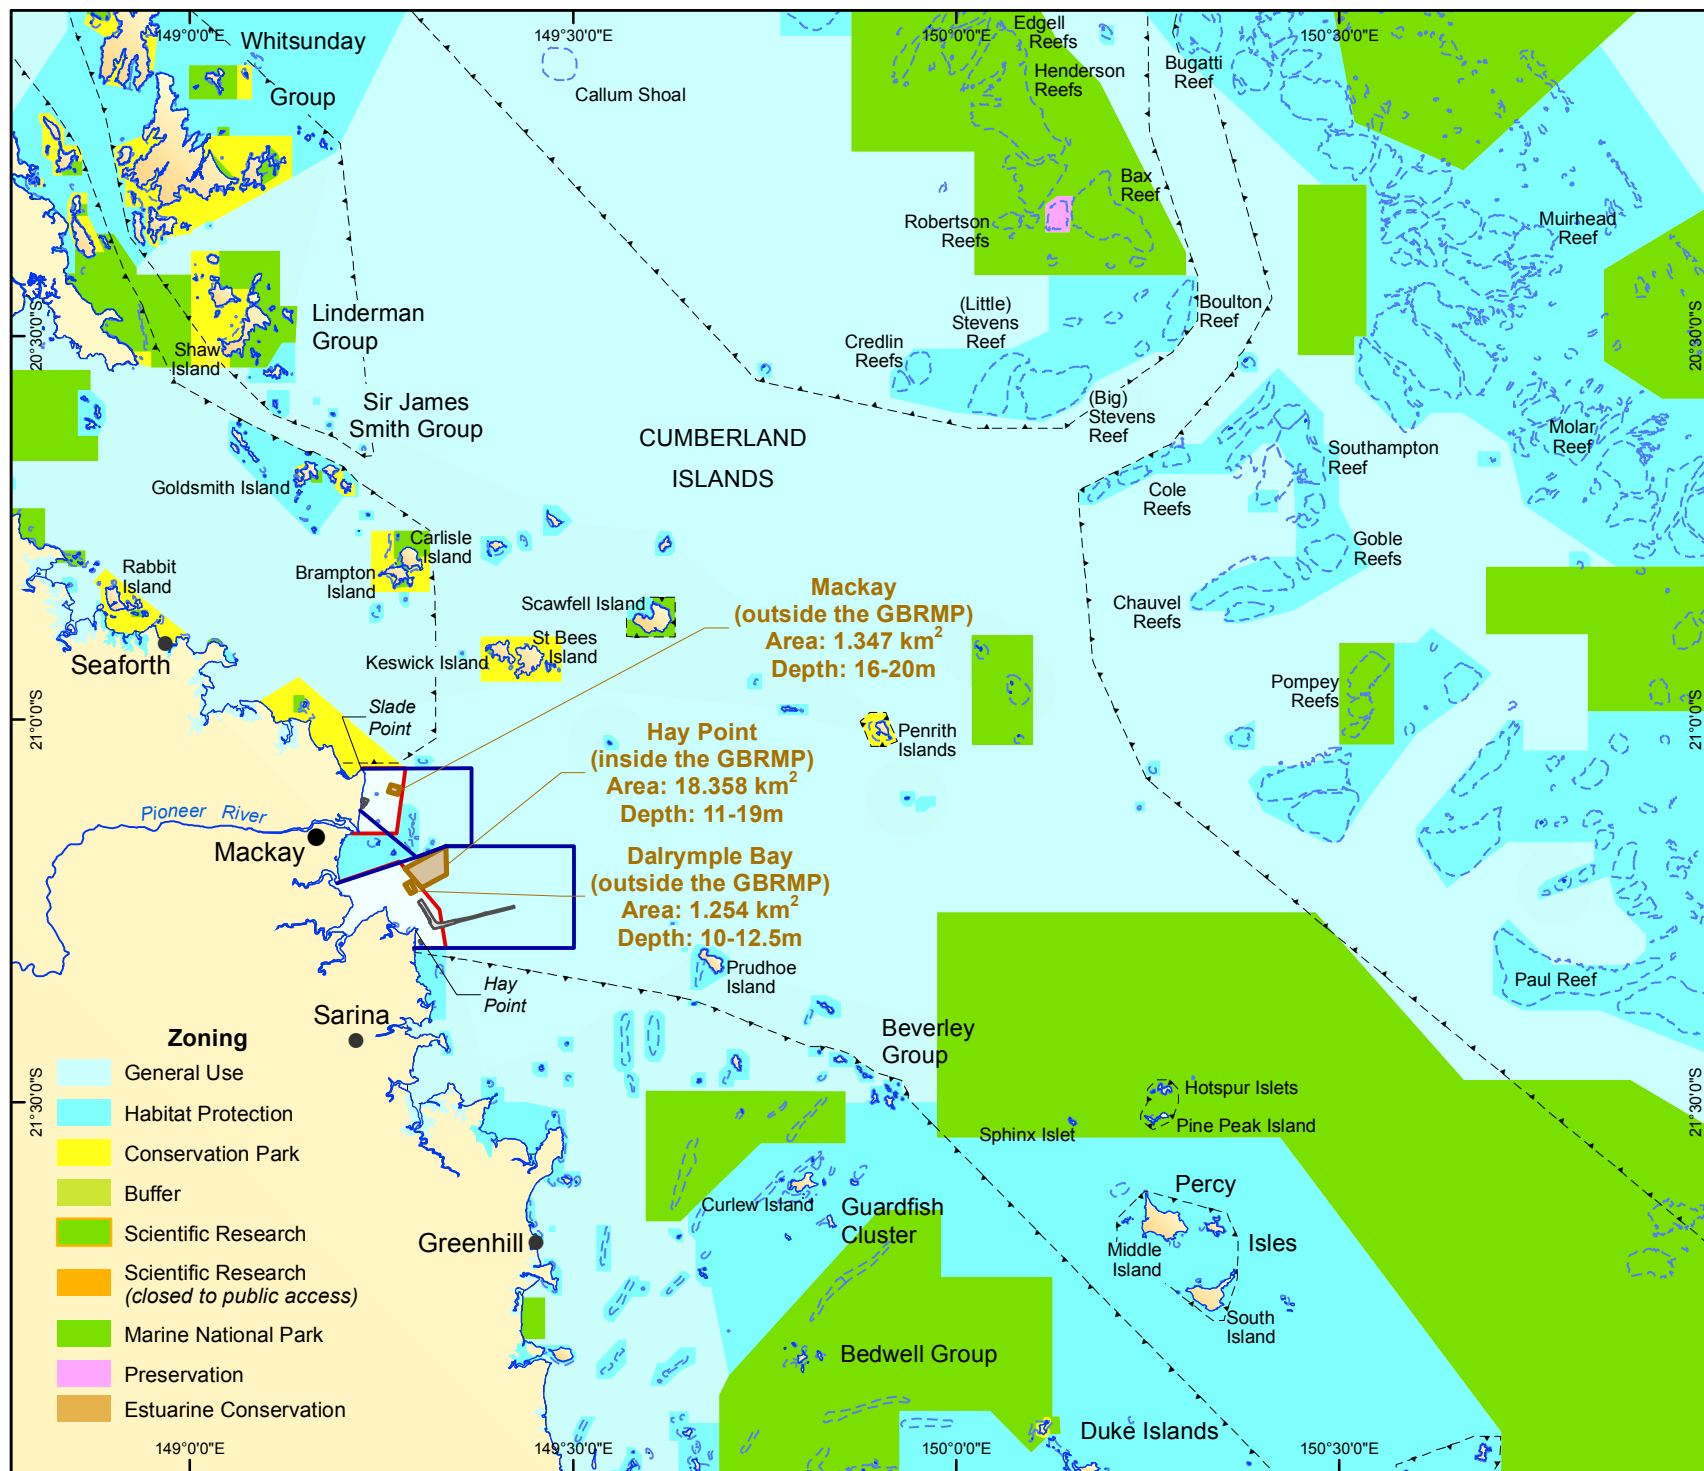 149°0'0"E
149°30'0"E
150°0'0"E
150°30'0"E
Whitsunday
Group
Callum Shoal
Edgell
Reefs
Henderson
Reefs
Bugatti
Reef
Bax
Reef
Robertson
Reefs
Muirhead
Reef
20°30'0"S
20°30'0"S
Linderman
Group
Shaw
Island
(Little)
Stevens
Reef
Boulton
Reef
Credlin
Reefs
Sir James
Smith Group
(Big)
Stevens
Reef
CUMBERLAND
ISLANDS
Molar
Reef
Southampton
Reef
Goldsmith Island
Cole
Reefs
Carlisle
Island
Goble
Reefs
Rabbit
Island
Brampton
Island
Scawfell Island
Chauvel
Reefs
Mackay
(outside the GBRMP)
Area: 1.347 km²
Depth: 16-20m
Seaforth
St Bees
Island
Keswick Island
Pompey
Reefs
Slade
Point
21°0'0"S
21°0'0"S
Penrith
Islands
Hay Point
(inside the GBRMP)
Area: 18.358 km²
Depth: 11-19m
Pioneer River
Mackay
Dalrymple Bay
(outside the GBRMP)
Area: 1.254 km²
Depth: 10-12.5m
Prudhoe
Island
Paul Reef
Hay
Point
Sarina
Beverley
Group
21°30'0"S
21°30'0"S
Hotspur Islets
Sphinx Islet
Pine Peak Island
Curlew Island
Guardfish
Cluster
Percy
Isles
Middle
Island
Greenhill
South
Island
Bedwell Group
Duke Islands
Zoning
General Use
Habitat Protection
Conservation Park
Buffer
Scientific Research
Scientific Research
(closed to public access)
Marine National Park
Preservation
Estuarine Conservation
149°0'0"E
149°30'0"E
150°0'0"E
150°30'0"E